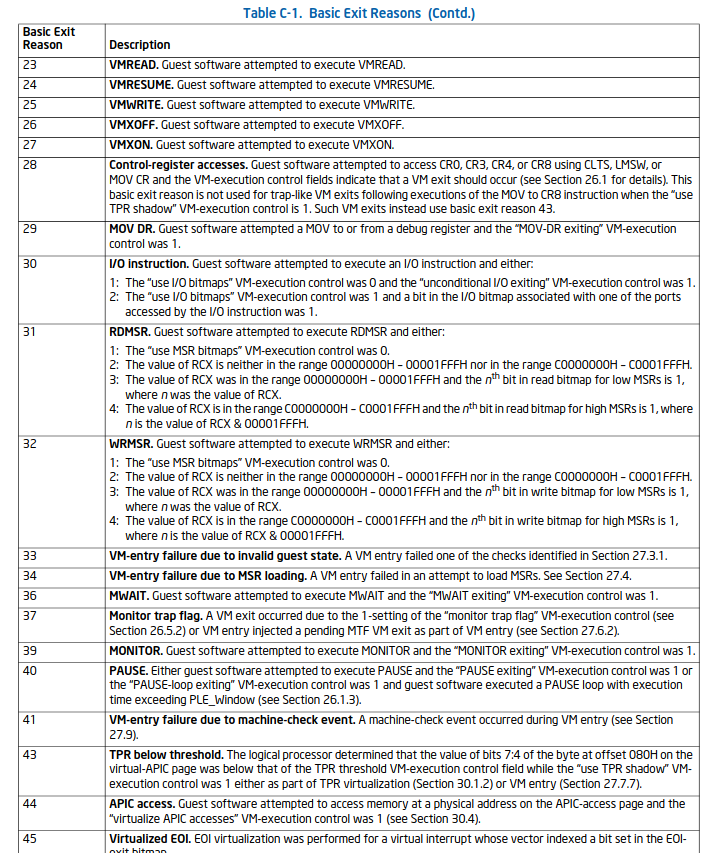 Table C-1. Basic Exit Reasons (Contd.)
Basic Exit
Reason
Description
23
VMREAD. Guest software attempted to execute VMREAD.
24
VMRESUME. Guest software attempted to execute VMRESUME.
25
VMWRITE. Guest software attempted to execute VMWRITE.
26
VMXOFF. Guest software attempted to execute VMXOFF.
27
VMXON. Guest software attempted to execute VMXON.
28
Control-register accesses. Guest software attempted to access CR0, CR3, CR4, or CR8 using CLTS, LMSW, or
MOV CR and the VM-execution control fields indicate that a VM exit should occur (see Section 26.1 for details). This
basic exit reason is not used for trap-like VM exits following executions of the MOV to CR8 instruction when the “use
TPR shadow” VM-execution control is 1. Such VM exits instead use basic exit reason 43.
29
MOV DR. Guest software attempted a MOV to or from a debug register and the “MOV-DR exiting” VM-execution
control was 1.
30
I/O instruction. Guest software attempted to execute an I/O instruction and either:
1: The “use I/O bitmaps” VM-execution control was 0 and the “unconditional I/O exiting” VM-execution control was 1.
2: The “use I/O bitmaps” VM-execution control was 1 and a bit in the I/O bitmap associated with one of the ports
accessed by the I/O instruction was 1.
31
RDMSR. Guest software attempted to execute RDMSR and either:
1: The “use MSR bitmaps” VM-execution control was 0.
2: The value of RCX is neither in the range 00000000H – 00001FFFH nor in the range C0000000H – C0001FFFH.
3: The value of RCX was in the range 00000000H – 00001FFFH and the nth bit in read bitmap for low MSRs is 1,
where n was the value of RCX.
4: The value of RCX is in the range C0000000H – C0001FFFH and the nth bit in read bitmap for high MSRs is 1, where
n is the value of RCX & 00001FFFH.
32
WRMSR. Guest software attempted to execute WRMSR and either:
1: The “use MSR bitmaps” VM-execution control was 0.
2: The value of RCX is neither in the range 00000000H – 00001FFFH nor in the range C0000000H – C0001FFFH.
3: The value of RCX was in the range 00000000H – 00001FFFH and the nth bit in write bitmap for low MSRs is 1,
where n was the value of RCX.
4: The value of RCX is in the range C0000000H – C0001FFFH and the nth bit in write bitmap for high MSRs is 1,
where n is the value of RCX & 00001FFFH.
33
VM-entry failure due to invalid guest state. A VM entry failed one of the checks identified in Section 27.3.1.
34
VM-entry failure due to MSR loading. A VM entry failed in an attempt to load MSRs. See Section 27.4.
36
MWAIT. Guest software attempted to execute MWAIT and the “MWAIT exiting” VM-execution control was 1.
37
Monitor trap flag. A VM exit occurred due to the 1-setting of the “monitor trap flag” VM-execution control (see
Section 26.5.2) or VM entry injected a pending MTF VM exit as part of VM entry (see Section 27.6.2).
39
MONITOR. Guest software attempted to execute MONITOR and the “MONITOR exiting” VM-execution control was 1.
40
PAUSE. Either guest software attempted to execute PAUSE and the “PAUSE exiting” VM-execution control was 1 or
the “PAUSE-loop exiting” VM-execution control was 1 and guest software executed a PAUSE loop with execution
time exceeding PLE_Window (see Section 26.1.3).
41
VM-entry failure due to machine-check event. A machine-check event occurred during VM entry (see Section
27.9).
43
TPR below threshold. The logical processor determined that the value of bits 7:4 of the byte at offset 080H on the
virtual-APIC page was below that of the TPR threshold VM-execution control field while the “use TPR shadow” VM-
execution control was 1 either as part of TPR virtualization (Section 30.1.2) or VM entry (Section 27.7.7).
44
APIC access. Guest software attempted to access memory at a physical address on the APIC-access page and the
“virtualize APIC accesses” VM-execution control was 1 (see Section 30.4).
45
Virtualized EOI. EOI virtualization was performed for a virtual interrupt whose vector indexed a bit set in the EOI-
exit bitmap